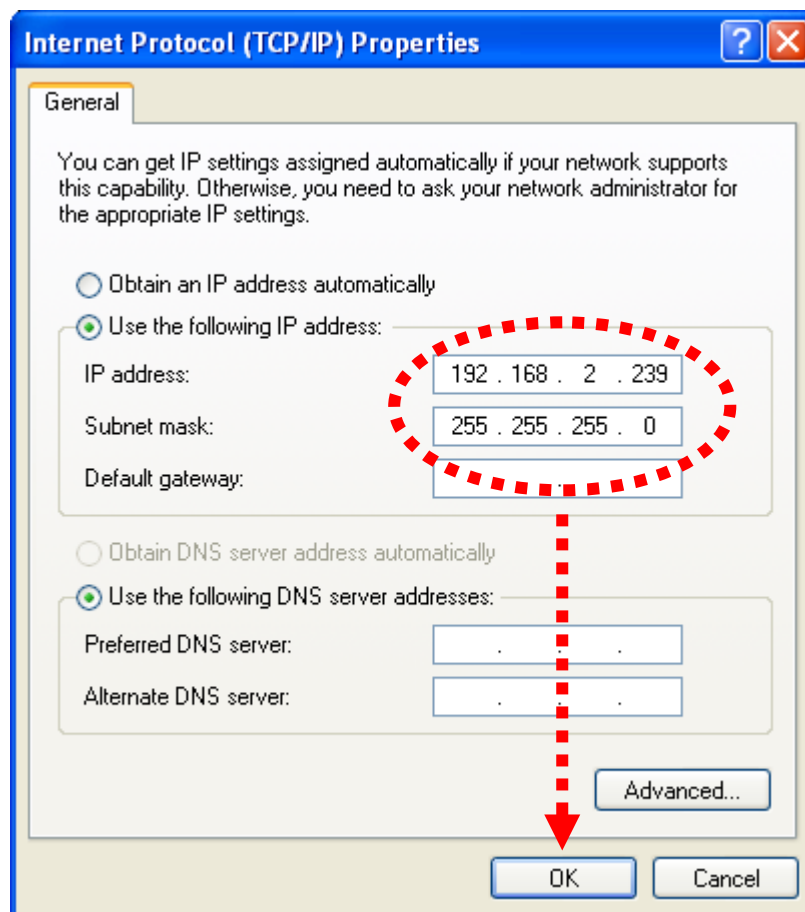 Internet Protocol (TCP/IP) Properties
General
You can get IP settings assigned automatically if your network supports
this capability. Otherwise, you need to ask your network administrator for
the appropriate IP settings.
Obtain an IP address automatically
Use the following IP address:
IP address: 192 . 168 . 2 . 239
Subnet mask: 255 . 255 . 255 . 0
Default gateway:
Obtain DNS server address automatically
Use the following DNS server addresses:
Preferred DNS server: . . .
Alternate DNS server: . . .
Advanced...
OK Cancel